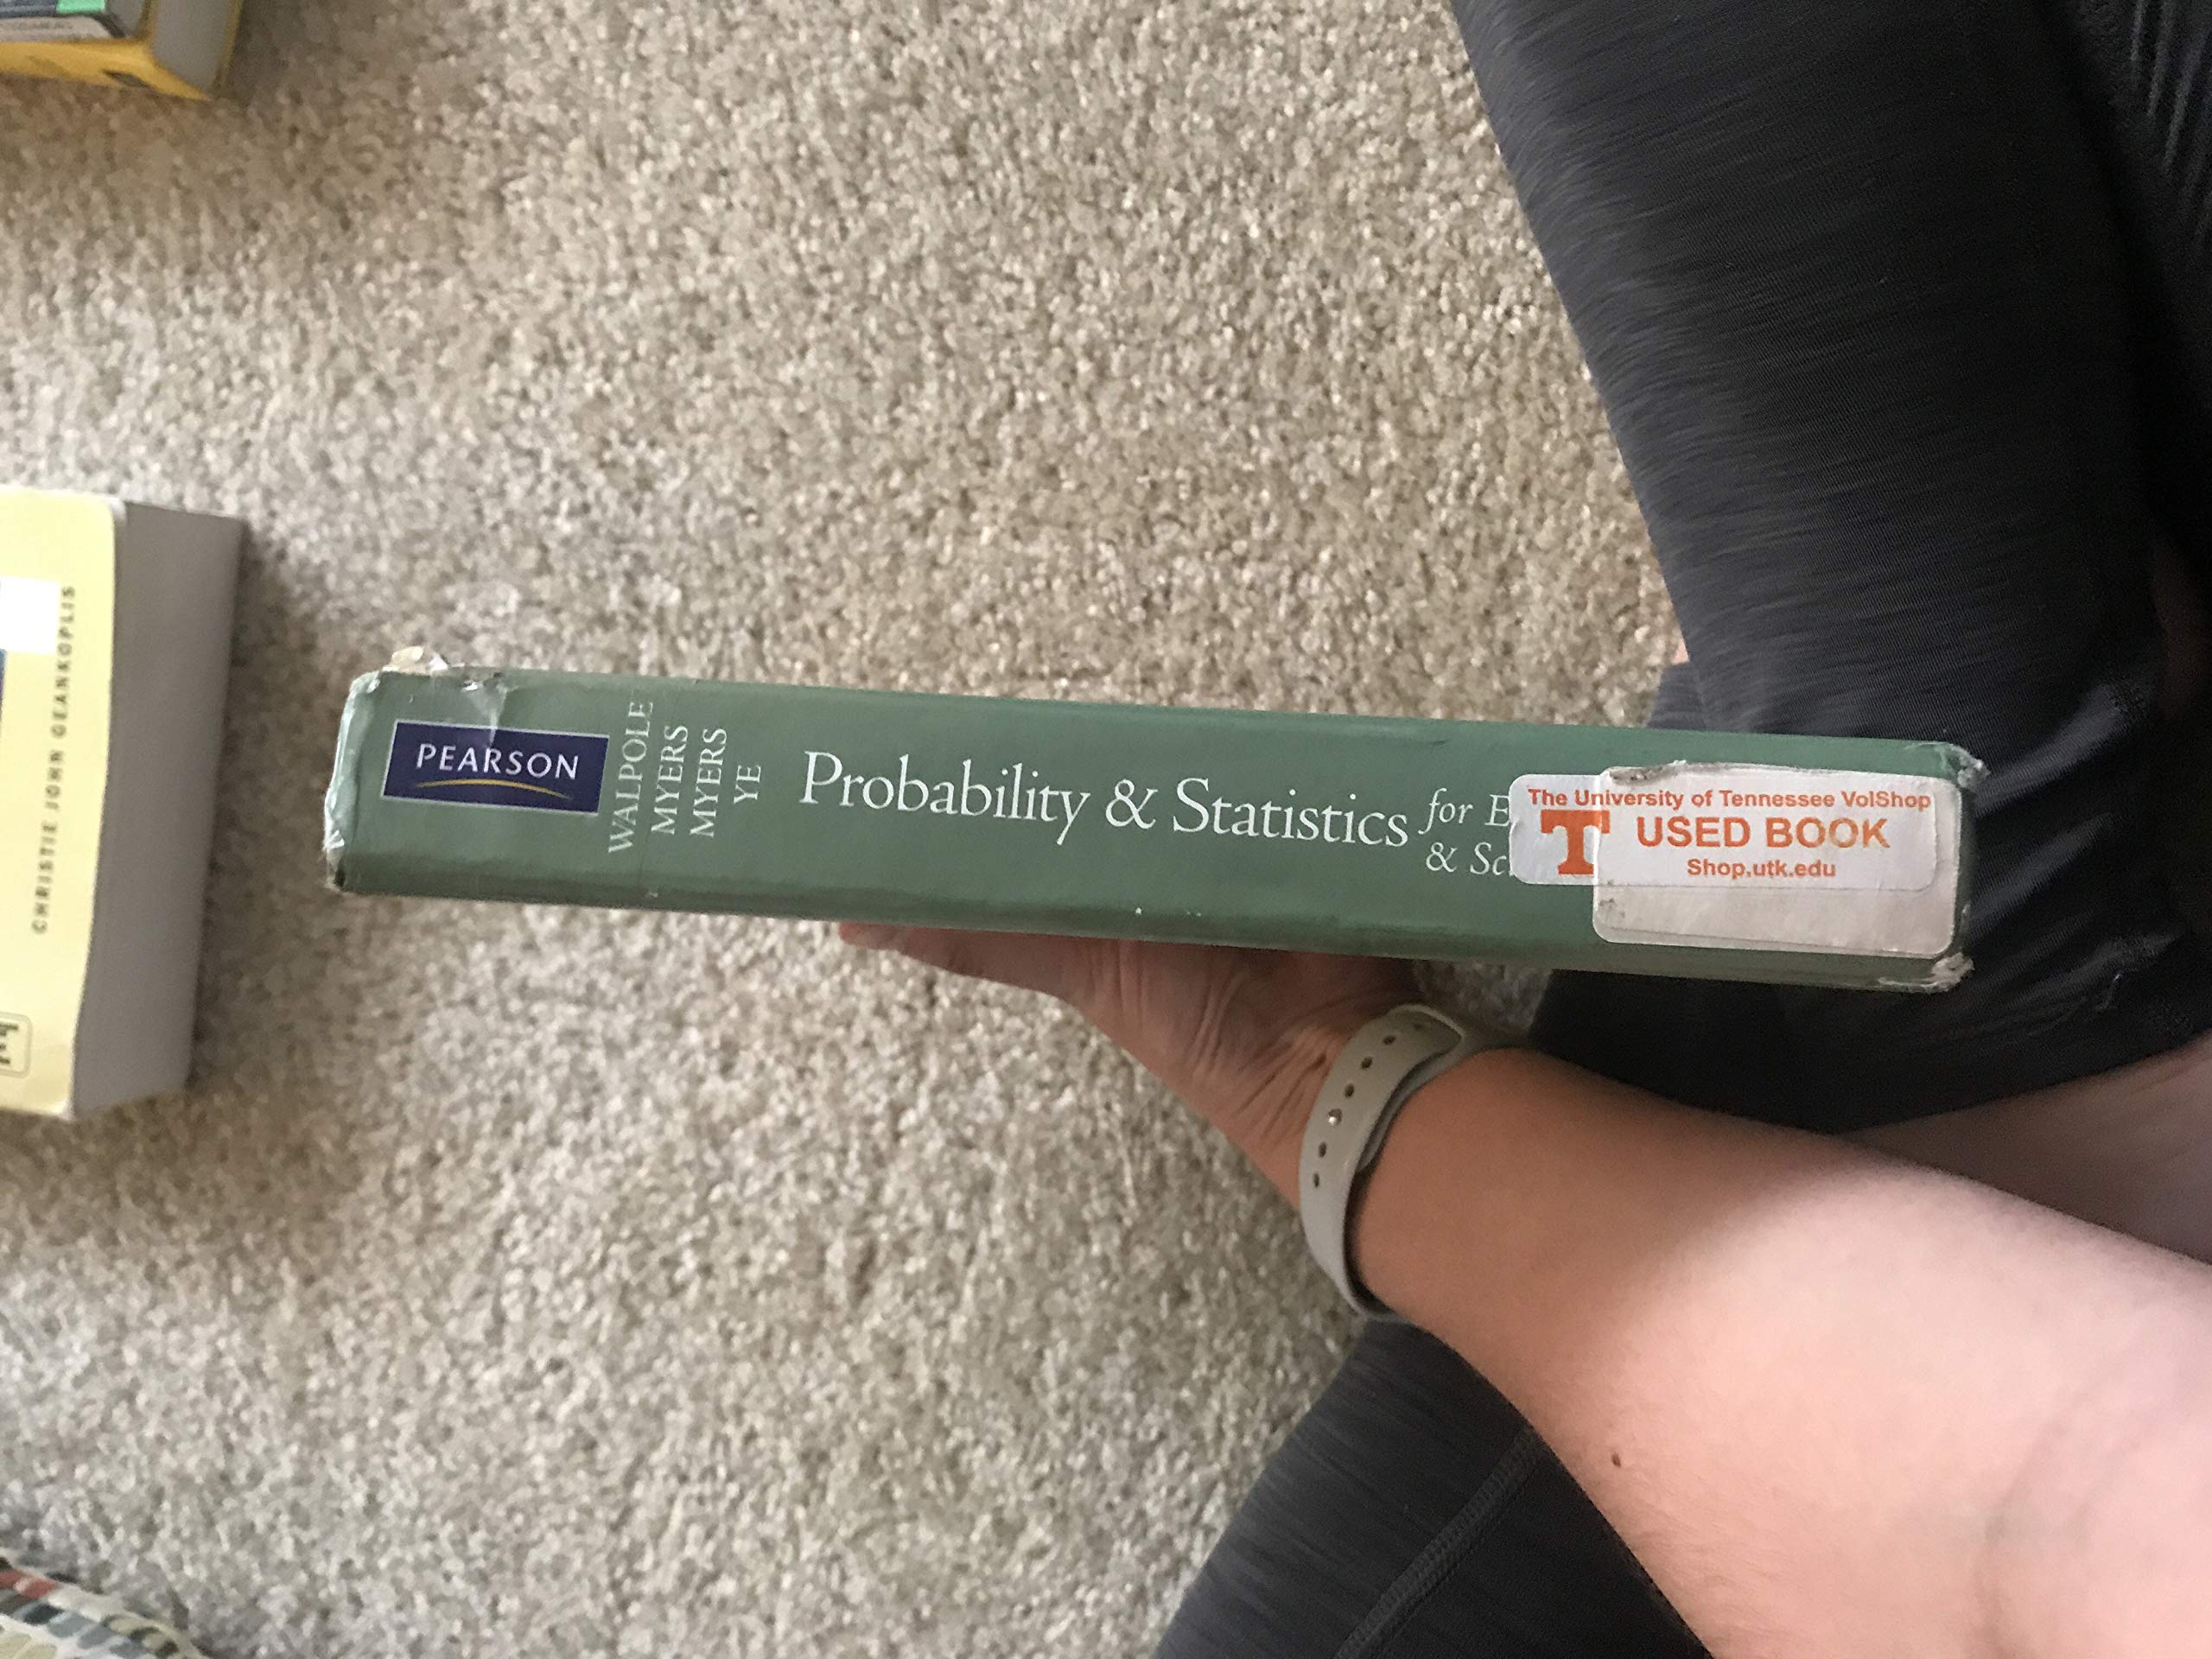 PEARSON
WALPOLE
MYERS
MYERS
YE
Probability & Statistics
for E
& Sc
The University of Tennessee VolShop
T
USED BOOK
Shop.utk.edu
CHRISTIE JOHN GEANKOPLIS